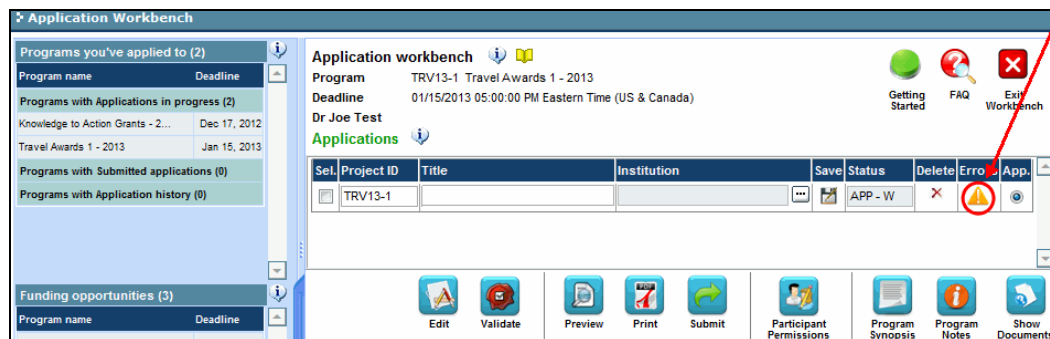 Application Workbench
Programs you've applied to (2)
Program name Deadline
Programs with Applications in progress (2)
Knowledge to Action Grants - 2... Dec 17, 2012
Travel Awards 1 - 2013 Jan 15, 2013
Programs with Submitted applications (0)
Programs with Application history (0)
Funding opportunities (3)
Program name Deadline
Application workbench
Program TRV13-1 Travel Awards 1 - 2013
Deadline 01/15/2013 05:00:00 PM Eastern Time (US & Canada)
Dr Joe Test
Applications
Getting Started
FAQ
Exit Workbench
Sel. Project ID Title Institution Save Status Delete Errors App.
TRV13-1 ... APP - W
Edit Validate Preview Print Submit Participant Permissions Program Synopsis Program Notes Show Documents